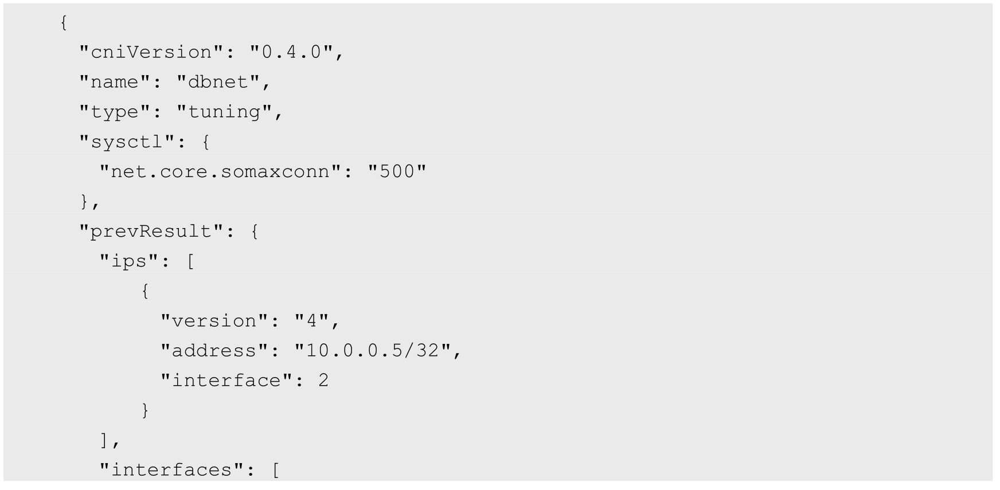 {
"cniVersion": "0.4.0",
"name": "dbnet",
"type": "tuning",
"sysctl": {
"net.core.somaxconn": "500"
},
"prevResult": {
"ips": [
{
"version": "4",
"address": "10.0.0.5/32",
"interface": 2
}
],
"interfaces": [